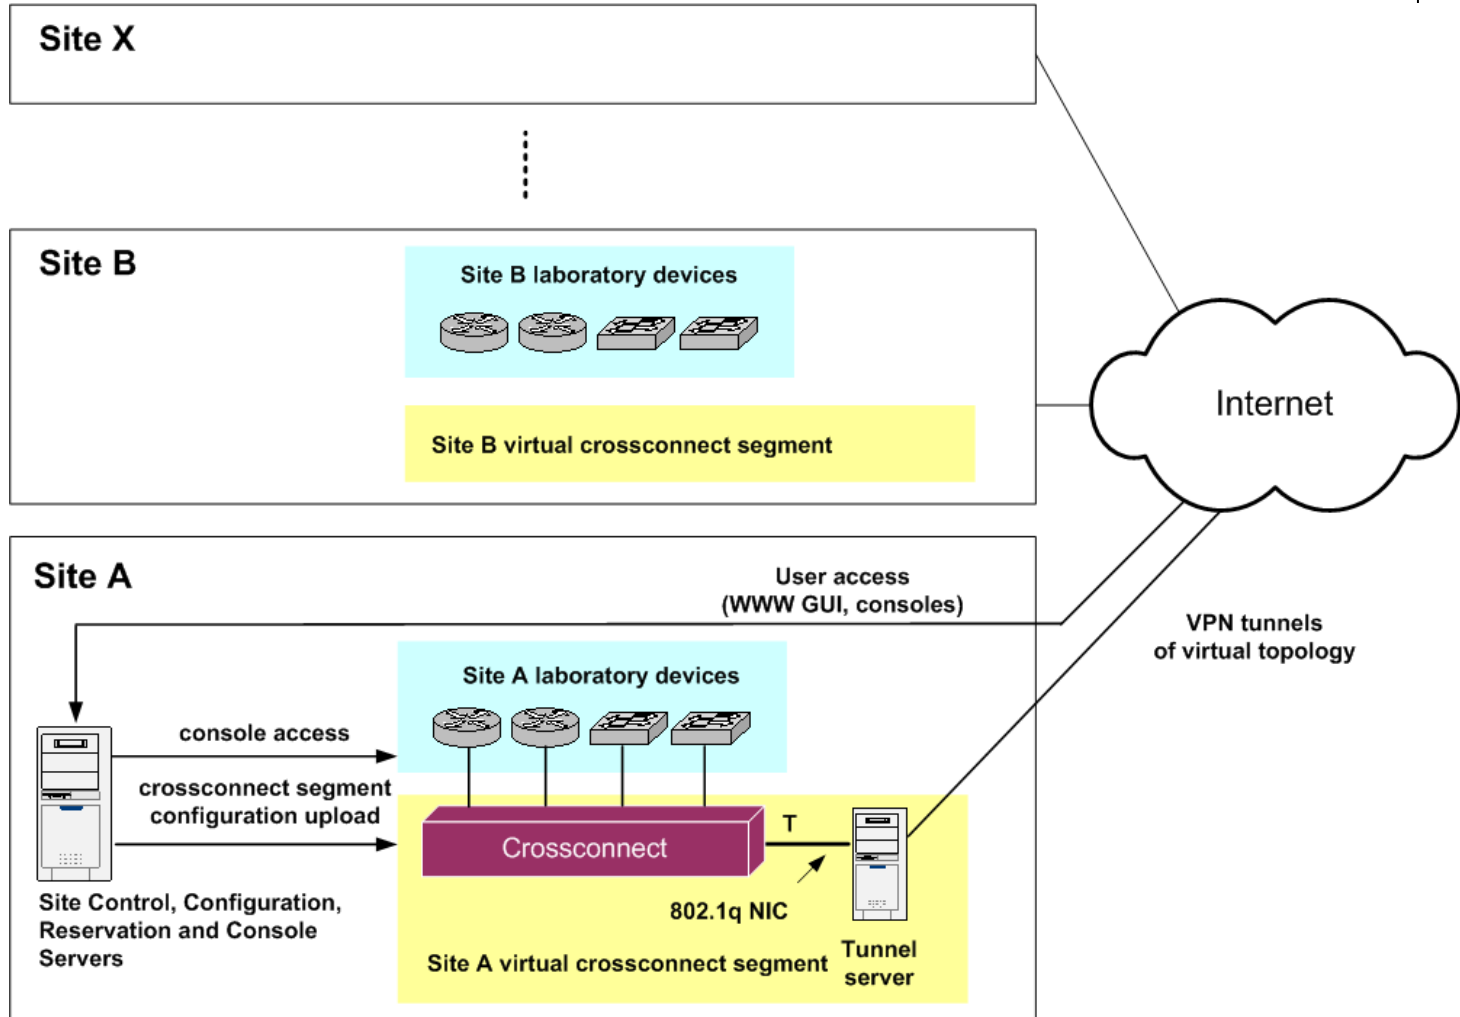 Site X
Site B
Site B laboratory devices
Internet
Site B virtual crossconnect segment
Site A
User access
(WWW GUI, consoles)
VPN tunnels
of virtual topology
Site A laboratory devices
console access
crossconnect segment
configuration upload
Crossconnect
T
802.1q NIC
Site Control, Configuration,
Reservation and Console
Servers
Site A virtual crossconnect segment
Tunnel
server